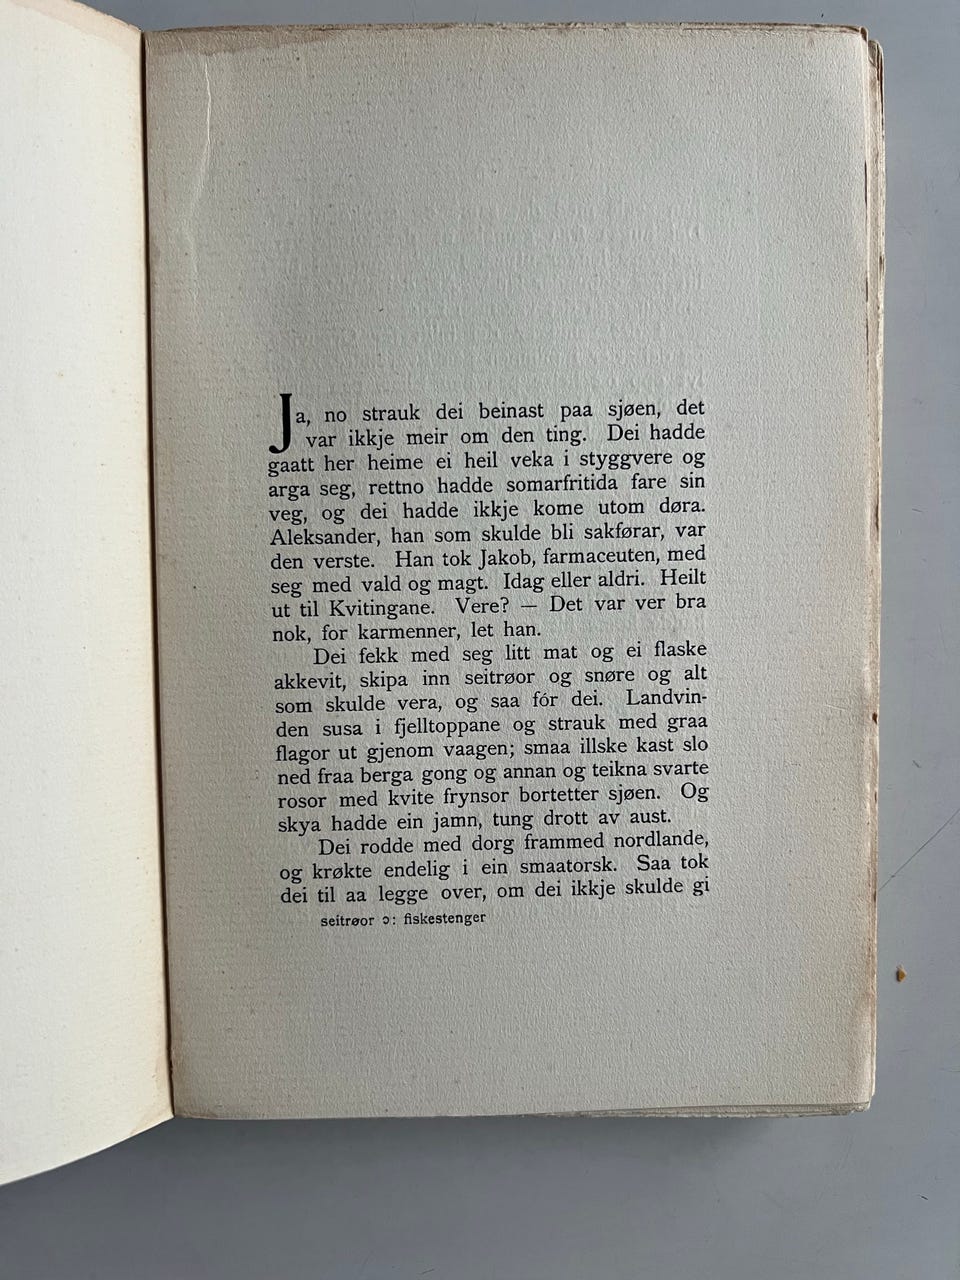 Ja, no strauk dei beinast paa sjøen, det
var ikkje meir om den ting. Dei hadde
gaatt her heime ei heil veka i styggvere og
arga seg, rettno hadde somarfritida fare sin
veg, og dei hadde ikkje kome utom døra.
Aleksander, han som skulde bli sakførar, var
den verste. Han tok Jakob, farmaceuten, med
seg med vald og magt. Idag eller aldri. Heilt
ut til Kvitingane. Vere? — Det var ver bra
nok, for karmenner, let han.
Dei fekk med seg litt mat og ei flaske
akkevit, skipa inn seitrøor og snøre og alt
som skulde vera, og saa fór dei. Landvin-
den susa i fjelltoppane og strauk med graa
flagor ut gjenom vaagen; smaa illske kast slo
ned fraa berga gong og annan og teikna svarte
rosor med kvite frynsor bortetter sjøen. Og
skya hadde ein jamn, tung drott av aust.
Dei rodde med dorg frammed nordlande,
og krøkte endelig i ein smaatorsk. Saa tok
dei til aa legge over, om dei ikkje skulde gi
seitrøor ɔ: fiskestenger